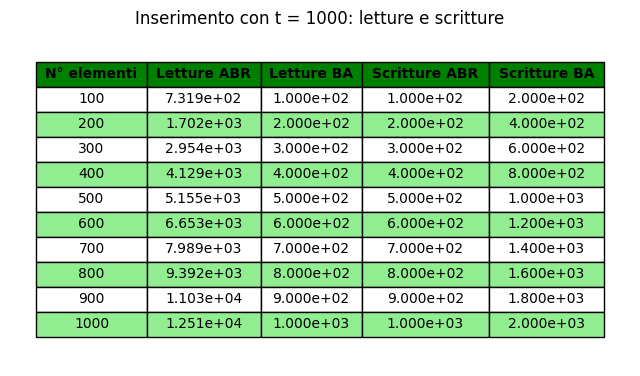 Inserimento con t = 1000: letture e scritture
N° elementi Letture ABR Letture BA Scritture ABR Scritture BA
100 7.319e+02 1.000e+02 1.000e+02 2.000e+02
200 1.702e+03 2.000e+02 2.000e+02 4.000e+02
300 2.954e+03 3.000e+02 3.000e+02 6.000e+02
400 4.129e+03 4.000e+02 4.000e+02 8.000e+02
500 5.155e+03 5.000e+02 5.000e+02 1.000e+03
600 6.653e+03 6.000e+02 6.000e+02 1.200e+03
700 7.989e+03 7.000e+02 7.000e+02 1.400e+03
800 9.392e+03 8.000e+02 8.000e+02 1.600e+03
900 1.103e+04 9.000e+02 9.000e+02 1.800e+03
1000 1.251e+04 1.000e+03 1.000e+03 2.000e+03